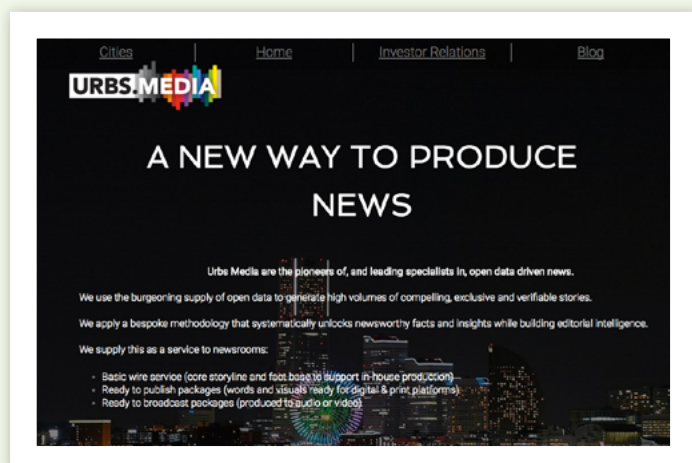 Cities Home Investor Relations Blog
URBS.MEDIA
A NEW WAY TO PRODUCE
NEWS
Urbs Media are the pioneers of, and leading specialists in, open data driven news.
We use the burgeoning supply of open data to generate high volumes of compelling, exclusive and verifiable stories.
We apply a bespoke methodology that systematically unlocks newsworthy facts and insights while building editorial intelligence.
We supply this as a service to newsrooms:
Basic wire service (core storyline and fact base to support in-house production)
Ready to publish packages (words and visuals ready for digital & print platforms)
Ready to broadcast packages (produced to audio or video)